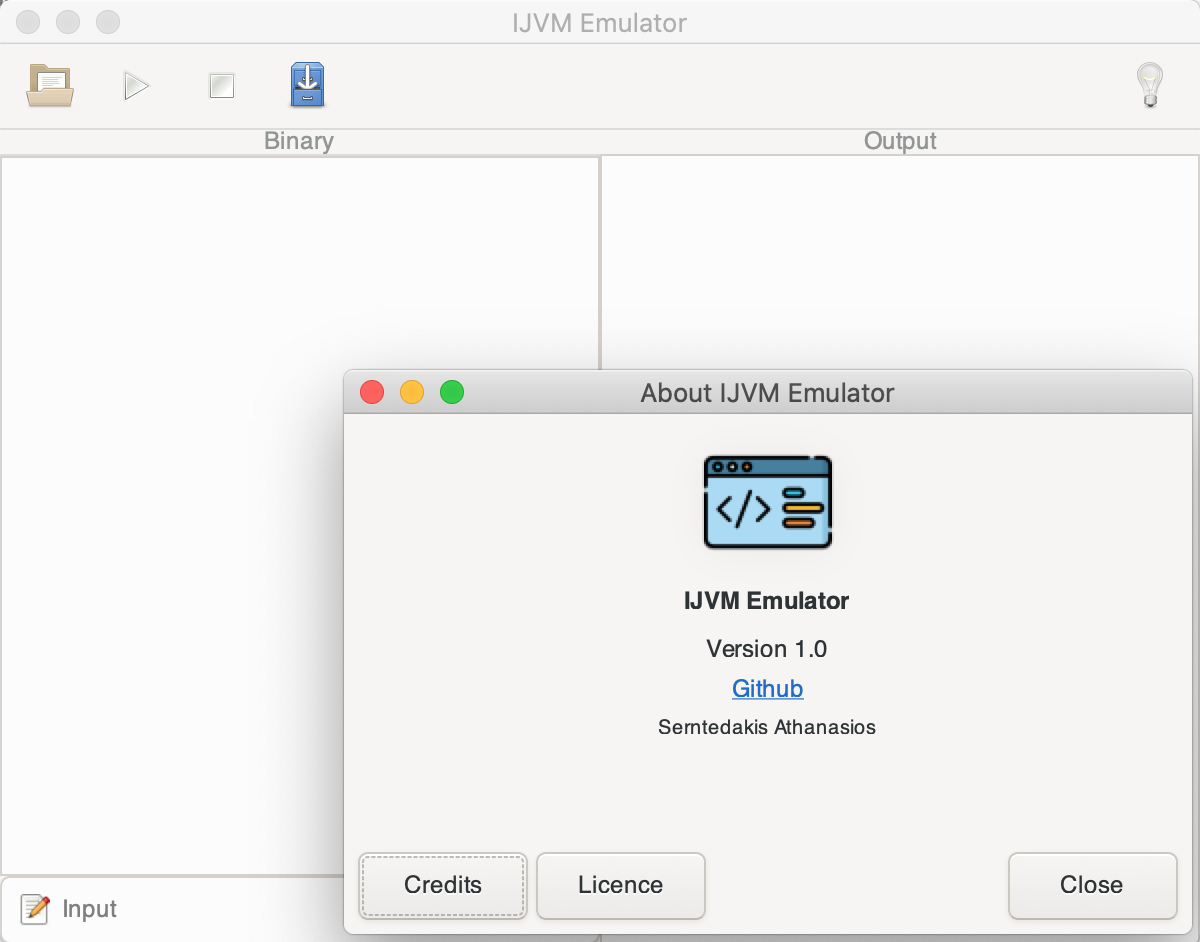 IJVM Emulator
Binary
Output
About IJVM Emulator
</>
IJVM Emulator
Version 1.0
Github
Serntedakis Athanasios
Credits
Licence
Close
Input